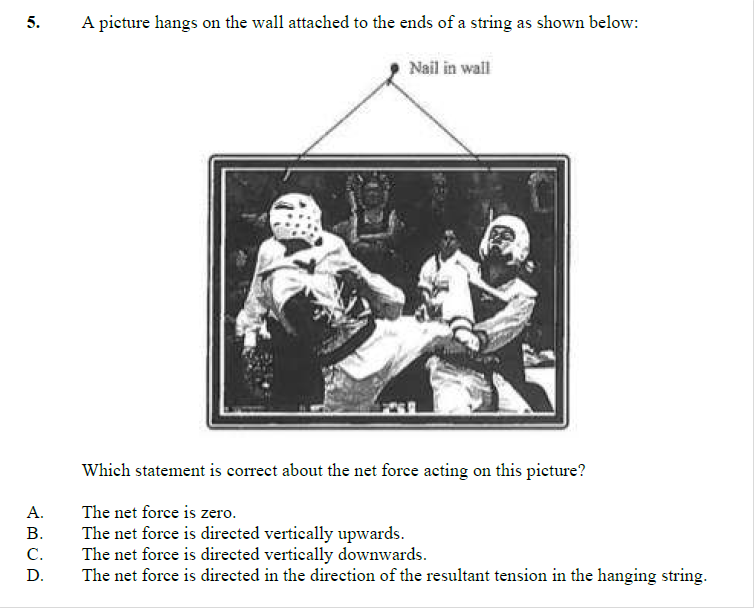 5. A picture hangs on the wall attached to the ends of a string as shown below:
Nail in wall
Which statement is correct about the net force acting on this picture?
A. The net force is zero.
B. The net force is directed vertically upwards.
C. The net force is directed vertically downwards.
D. The net force is directed in the direction of the resultant tension in the hanging string.